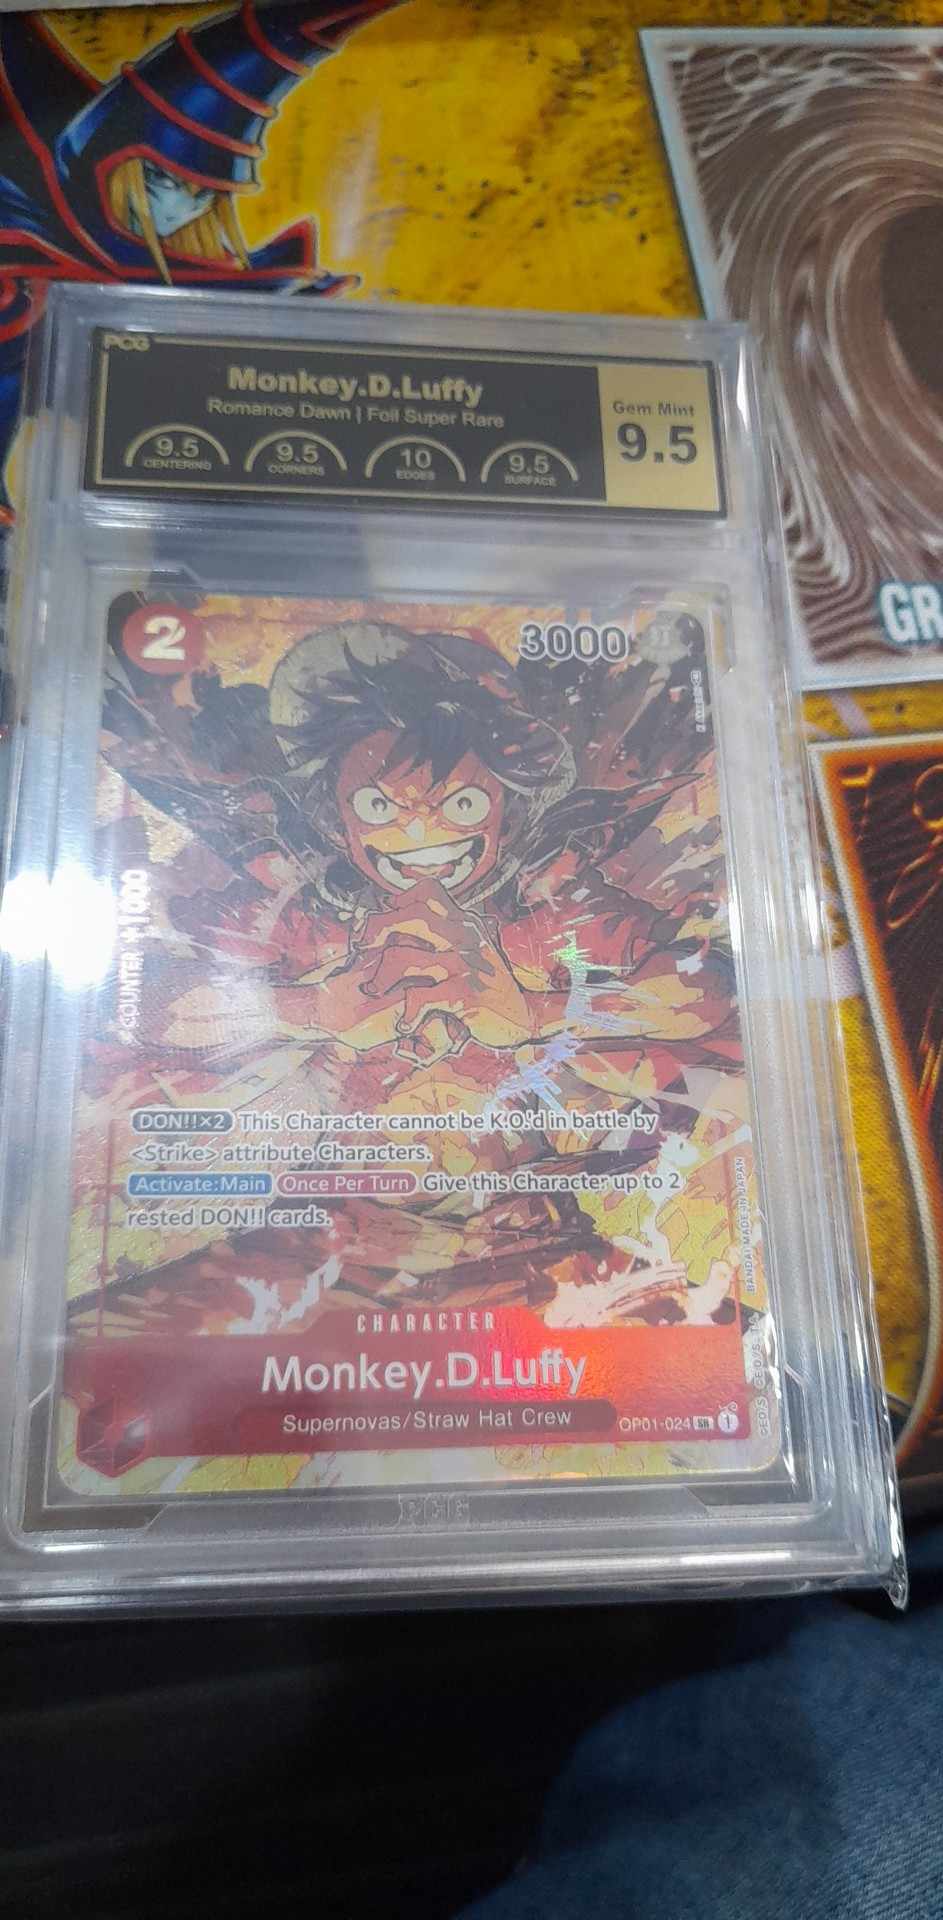 PCG
Monkey.D.Luffy
Romance Dawn | Foil Super Rare
9.5
CENTERING
9.5
CORNERS
10
EDGES
9.5
SURFACE
Gem Mint
9.5
GR
2
3000
COUNTER +1000
DON!!×2 This Character cannot be K.O.'d in battle by
<Strike> attribute Characters.
Activate:Main Once Per Turn Give this Character up to 2
rested DON!! cards.
BANDAI MADE IN JAPAN
CHARACTER
Monkey.D.Luffy
Supernovas/Straw Hat Crew
OP01-024 SR 1
PCG